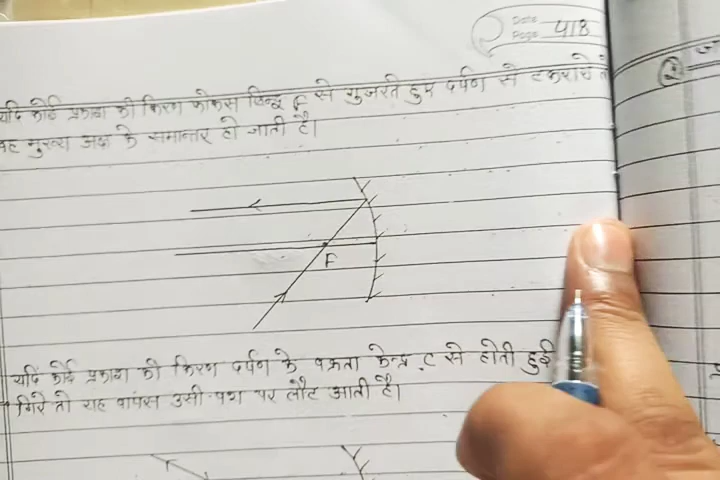 Date
Page 418
यदि कोई प्रकाश की किरण फोकस बिन्दु F से गुजरते हुए दर्पण से टकराये तो
वह मुख्य अक्ष के समान्तर हो जाती है।
F
यदि कोई प्रकाश की किरण दर्पण के वक्रता केन्द्र C से होती हुई
गिरे तो वह वापस उसी पथ पर लौट आती है।
2